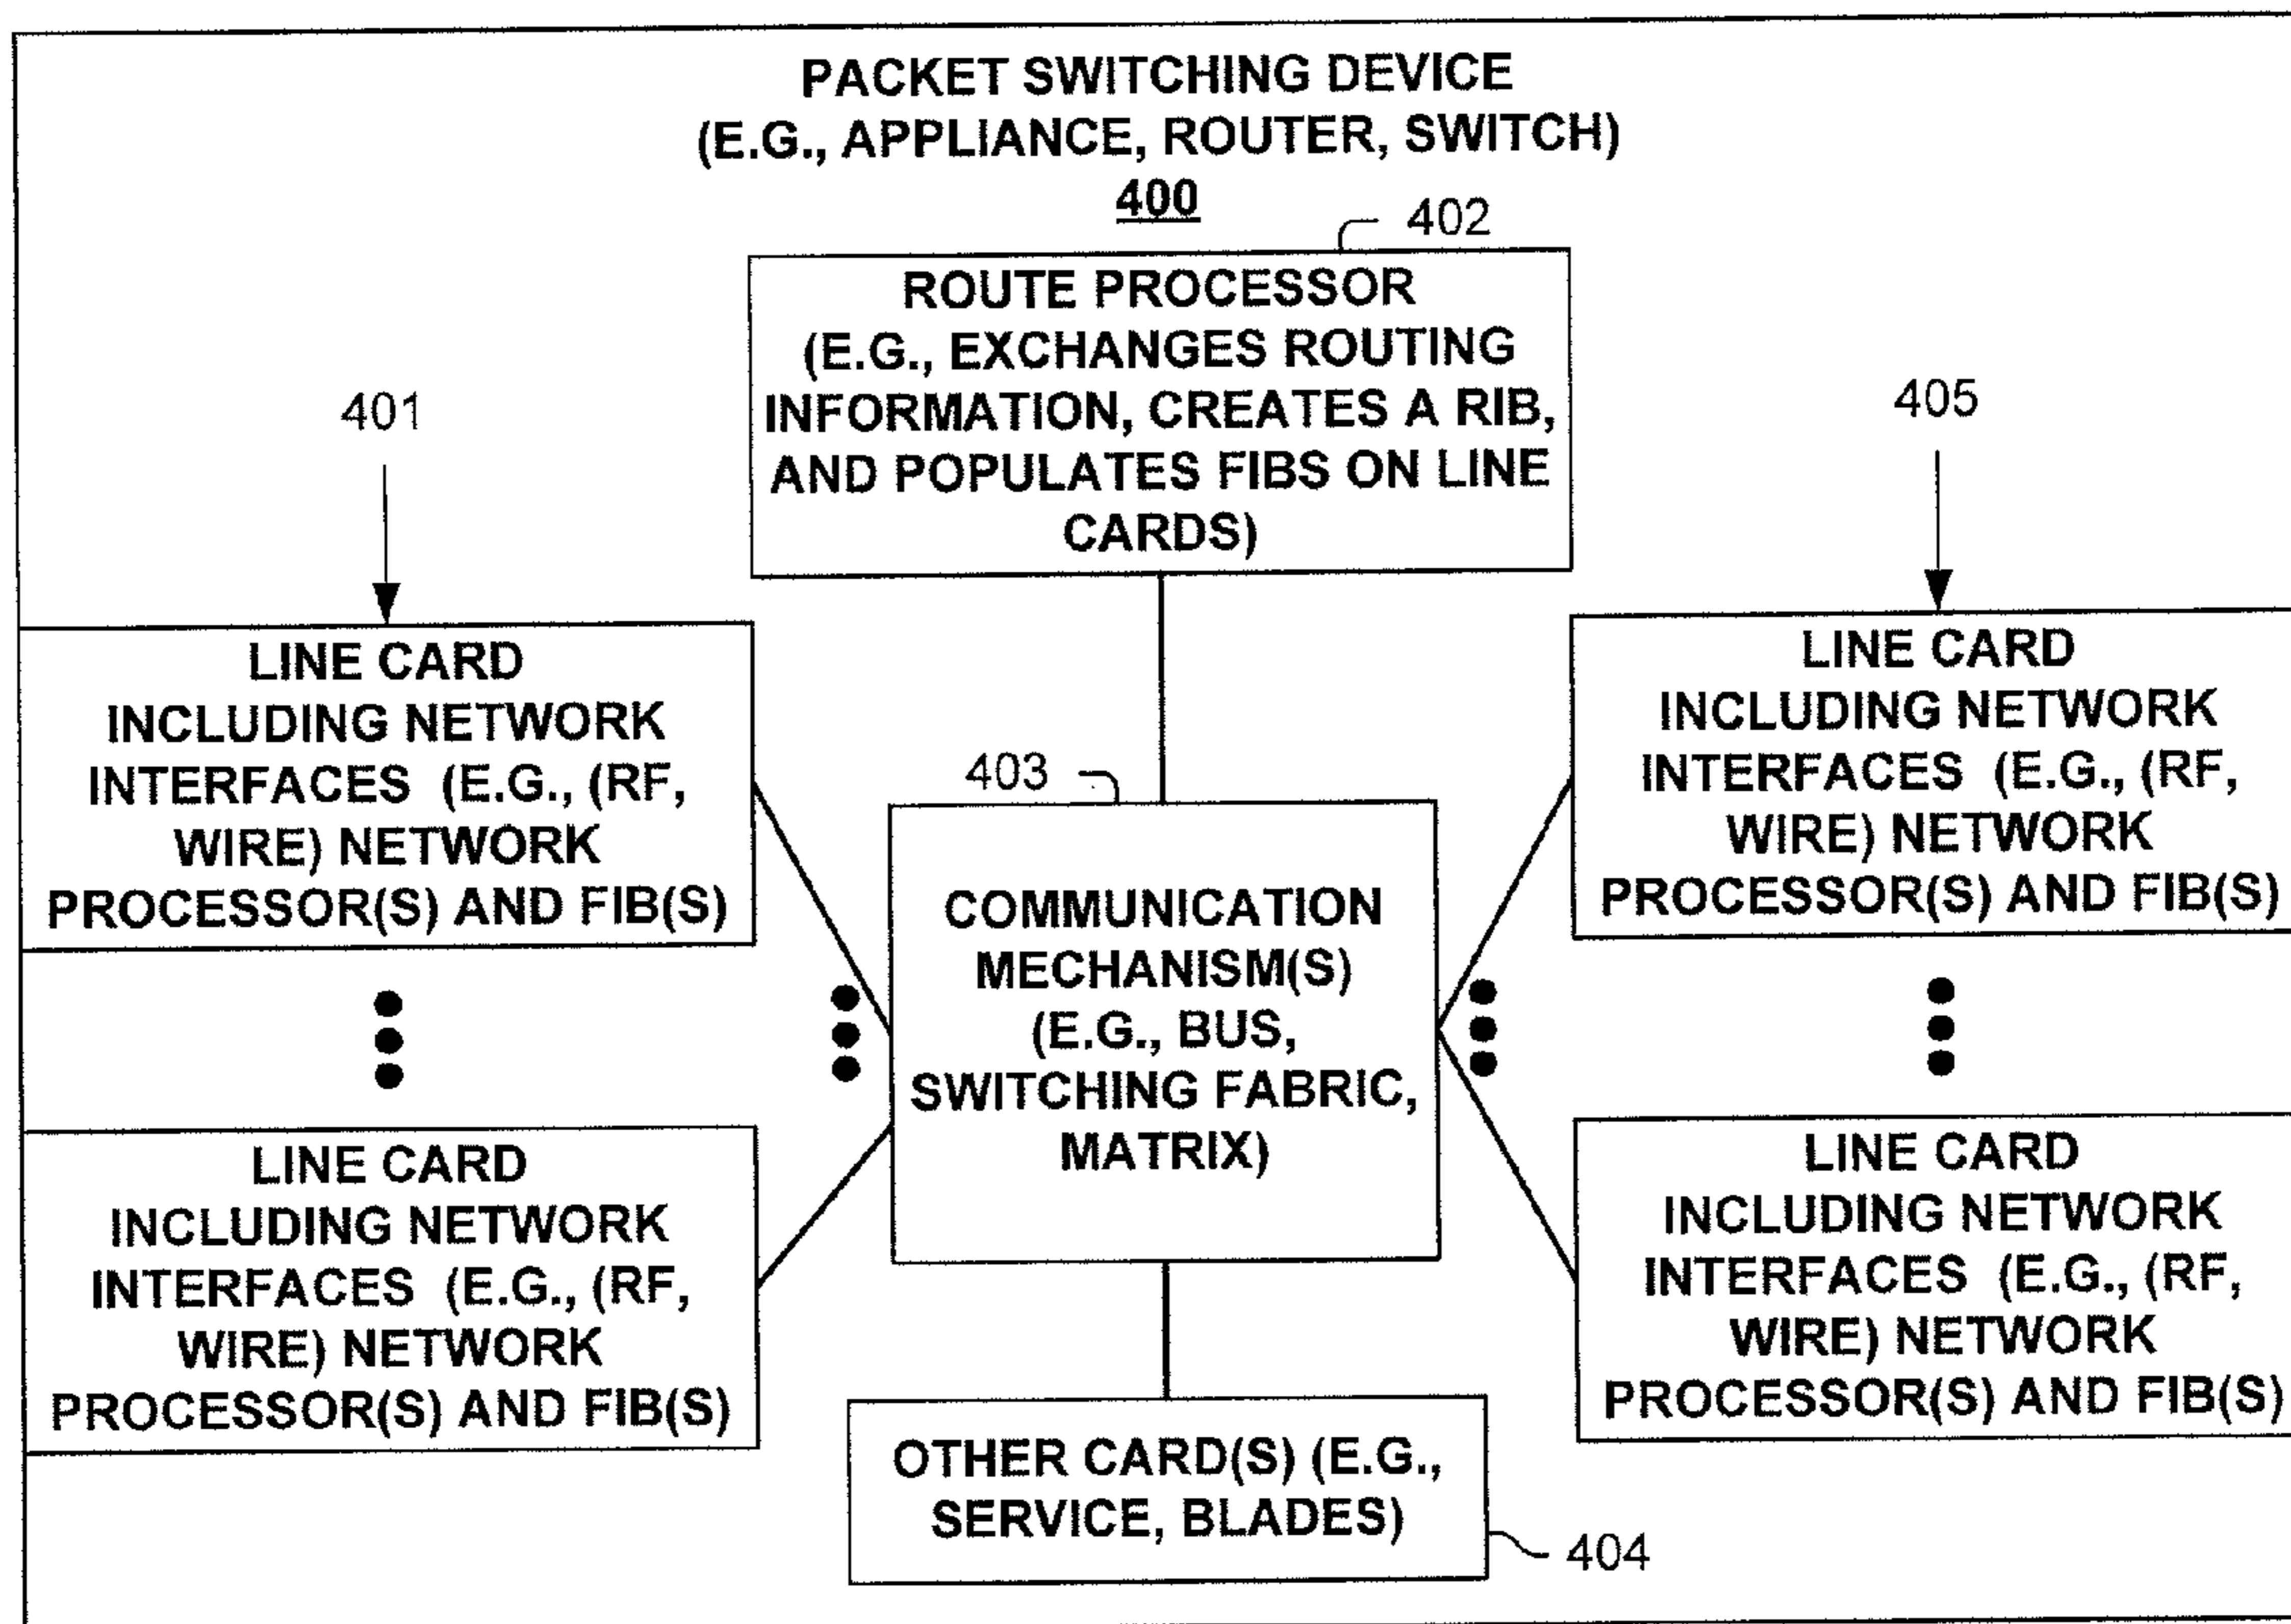 PACKET SWITCHING DEVICE
(E.G., APPLIANCE, ROUTER, SWITCH)
400
402
ROUTE PROCESSOR
(E.G., EXCHANGES ROUTING
INFORMATION, CREATES A RIB,
AND POPULATES FIBS ON LINE
CARDS)
401
405
LINE CARD
INCLUDING NETWORK
INTERFACES (E.G., (RF,
WIRE) NETWORK
PROCESSOR(S) AND FIB(S)
LINE CARD
INCLUDING NETWORK
INTERFACES (E.G., (RF,
WIRE) NETWORK
PROCESSOR(S) AND FIB(S)
403
COMMUNICATION
MECHANISM(S)
(E.G., BUS,
SWITCHING FABRIC,
MATRIX)
LINE CARD
INCLUDING NETWORK
INTERFACES (E.G., (RF,
WIRE) NETWORK
PROCESSOR(S) AND FIB(S)
LINE CARD
INCLUDING NETWORK
INTERFACES (E.G., (RF,
WIRE) NETWORK
PROCESSOR(S) AND FIB(S)
OTHER CARD(S) (E.G.,
SERVICE, BLADES)
404